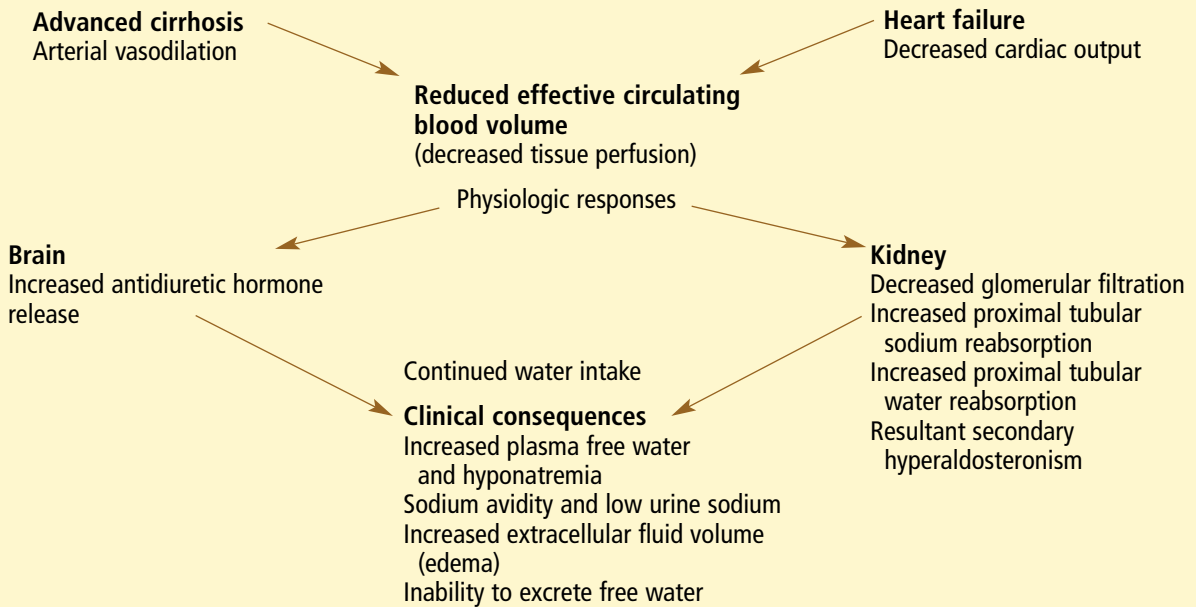 Advanced cirrhosis
Arterial vasodilation
Heart failure
Decreased cardiac output
Reduced effective circulating
blood volume
(decreased tissue perfusion)
Physiologic responses
Brain
Increased antidiuretic hormone
release
Kidney
Decreased glomerular filtration
Increased proximal tubular
sodium reabsorption
Increased proximal tubular
water reabsorption
Resultant secondary
hyperaldosteronism
Continued water intake
Clinical consequences
Increased plasma free water
and hyponatremia
Sodium avidity and low urine sodium
Increased extracellular fluid volume
(edema)
Inability to excrete free water